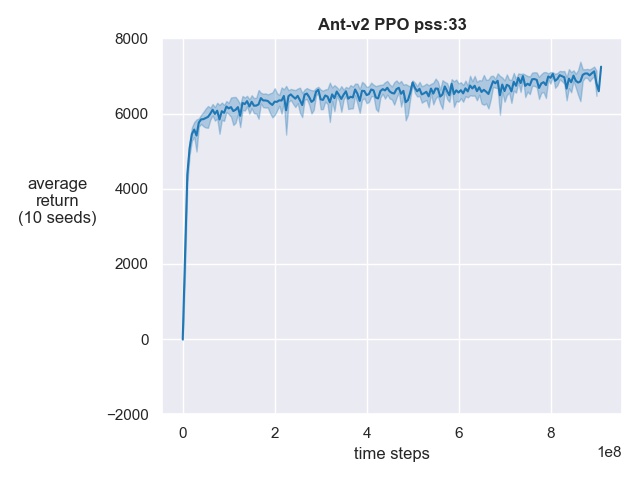 Ant-v2 PPO pss:33
8000
6000
4000
2000
0
−2000
average
return
(10 seeds)
0 2 4 6 8
1e8
time steps